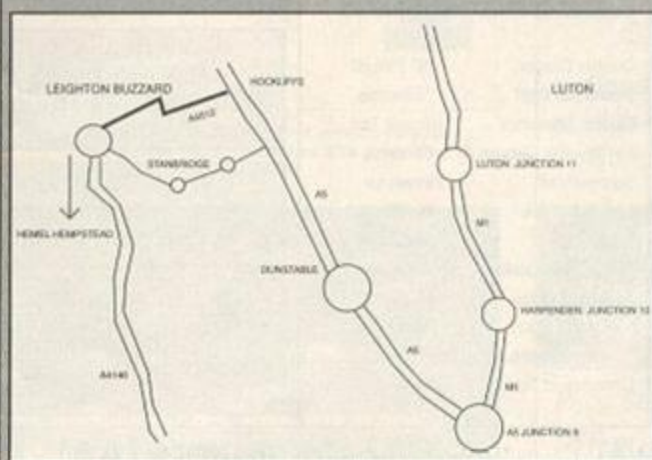 LEIGHTON BUZZARD
HOCKLIFFE
LUTON
A4012
STANBRIDGE
LUTON JUNCTION 11
A5
M1
HEMEL HEMPSTEAD
DUNSTABLE
HARPENDEN JUNCTION 10
A5
A4146
M1
A5 JUNCTION 9